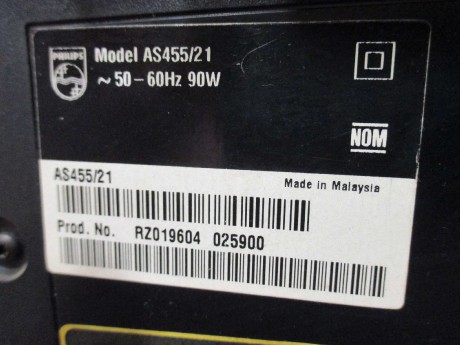 PHILIPS
Model AS455/21
~ 50-60Hz 90W
NOM
AS455/21
Made in Malaysia
Prod. No. RZ019604 025900